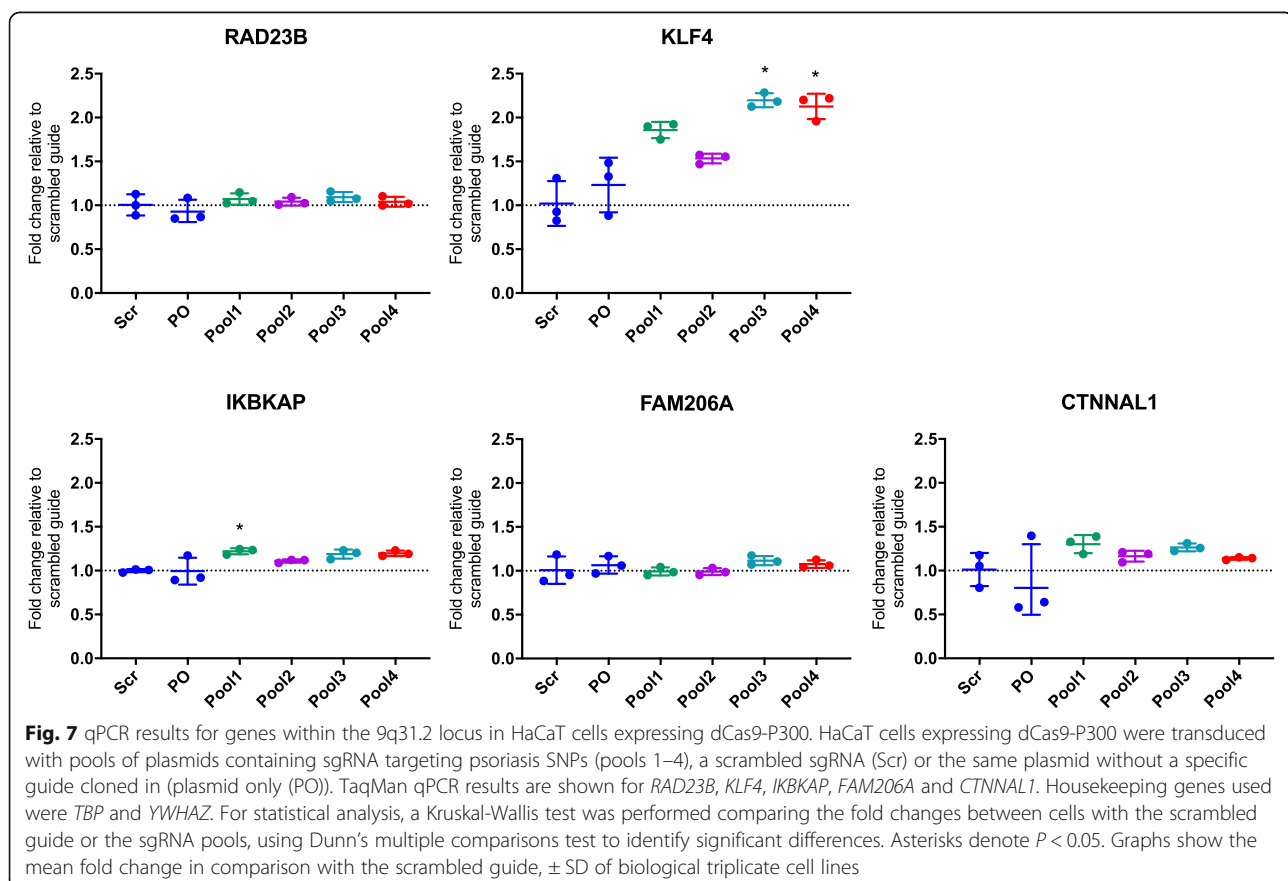 RAD23B
Fold change relative to
scrambled guide
2.5
2.0
1.5
1.0
0.5
0.0
Scr
PO
Pool1
Pool2
Pool3
Pool4
KLF4
Fold change relative to
scrambled guide
2.5
2.0
1.5
1.0
0.5
0.0
*
*
Scr
PO
Pool1
Pool2
Pool3
Pool4
IKBKAP
Fold change relative to
scrambled guide
2.5
2.0
1.5
1.0
0.5
0.0
*
Scr
PO
Pool1
Pool2
Pool3
Pool4
FAM206A
Fold change relative to
scrambled guide
2.5
2.0
1.5
1.0
0.5
0.0
Scr
PO
Pool1
Pool2
Pool3
Pool4
CTNNAL1
Fold change relative to
scrambled guide
2.5
2.0
1.5
1.0
0.5
0.0
Scr
PO
Pool1
Pool2
Pool3
Pool4
Fig. 7 qPCR results for genes within the 9q31.2 locus in HaCaT cells expressing dCas9-P300. HaCaT cells expressing dCas9-P300 were transduced
with pools of plasmids containing sgRNA targeting psoriasis SNPs (pools 1–4), a scrambled sgRNA (Scr) or the same plasmid without a specific
guide cloned in (plasmid only (PO)). TaqMan qPCR results are shown for RAD23B, KLF4, IKBKAP, FAM206A and CTNNAL1. Housekeeping genes used
were TBP and YWHAZ. For statistical analysis, a Kruskal-Wallis test was performed comparing the fold changes between cells with the scrambled
guide or the sgRNA pools, using Dunn's multiple comparisons test to identify significant differences. Asterisks denote P < 0.05. Graphs show the
mean fold change in comparison with the scrambled guide, ± SD of biological triplicate cell lines